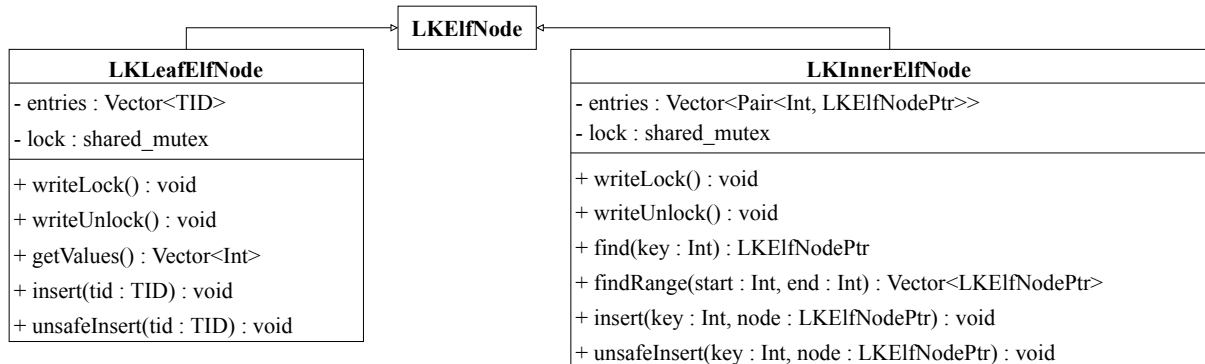 LKElfNode
LKLeafElfNode
- entries : Vector<TID>
- lock : shared_mutex
+ writeLock() : void
+ writeUnlock() : void
+ getValues() : Vector<Int>
+ insert(tid : TID) : void
+ unsafeInsert(tid : TID) : void
LKInnerElfNode
- entries : Vector<Pair<Int, LKElfNodePtr>>
- lock : shared_mutex
+ writeLock() : void
+ writeUnlock() : void
+ find(key : Int) : LKElfNodePtr
+ findRange(start : Int, end : Int) : Vector<LKElfNodePtr>
+ insert(key : Int, node : LKElfNodePtr) : void
+ unsafeInsert(key : Int, node : LKElfNodePtr) : void